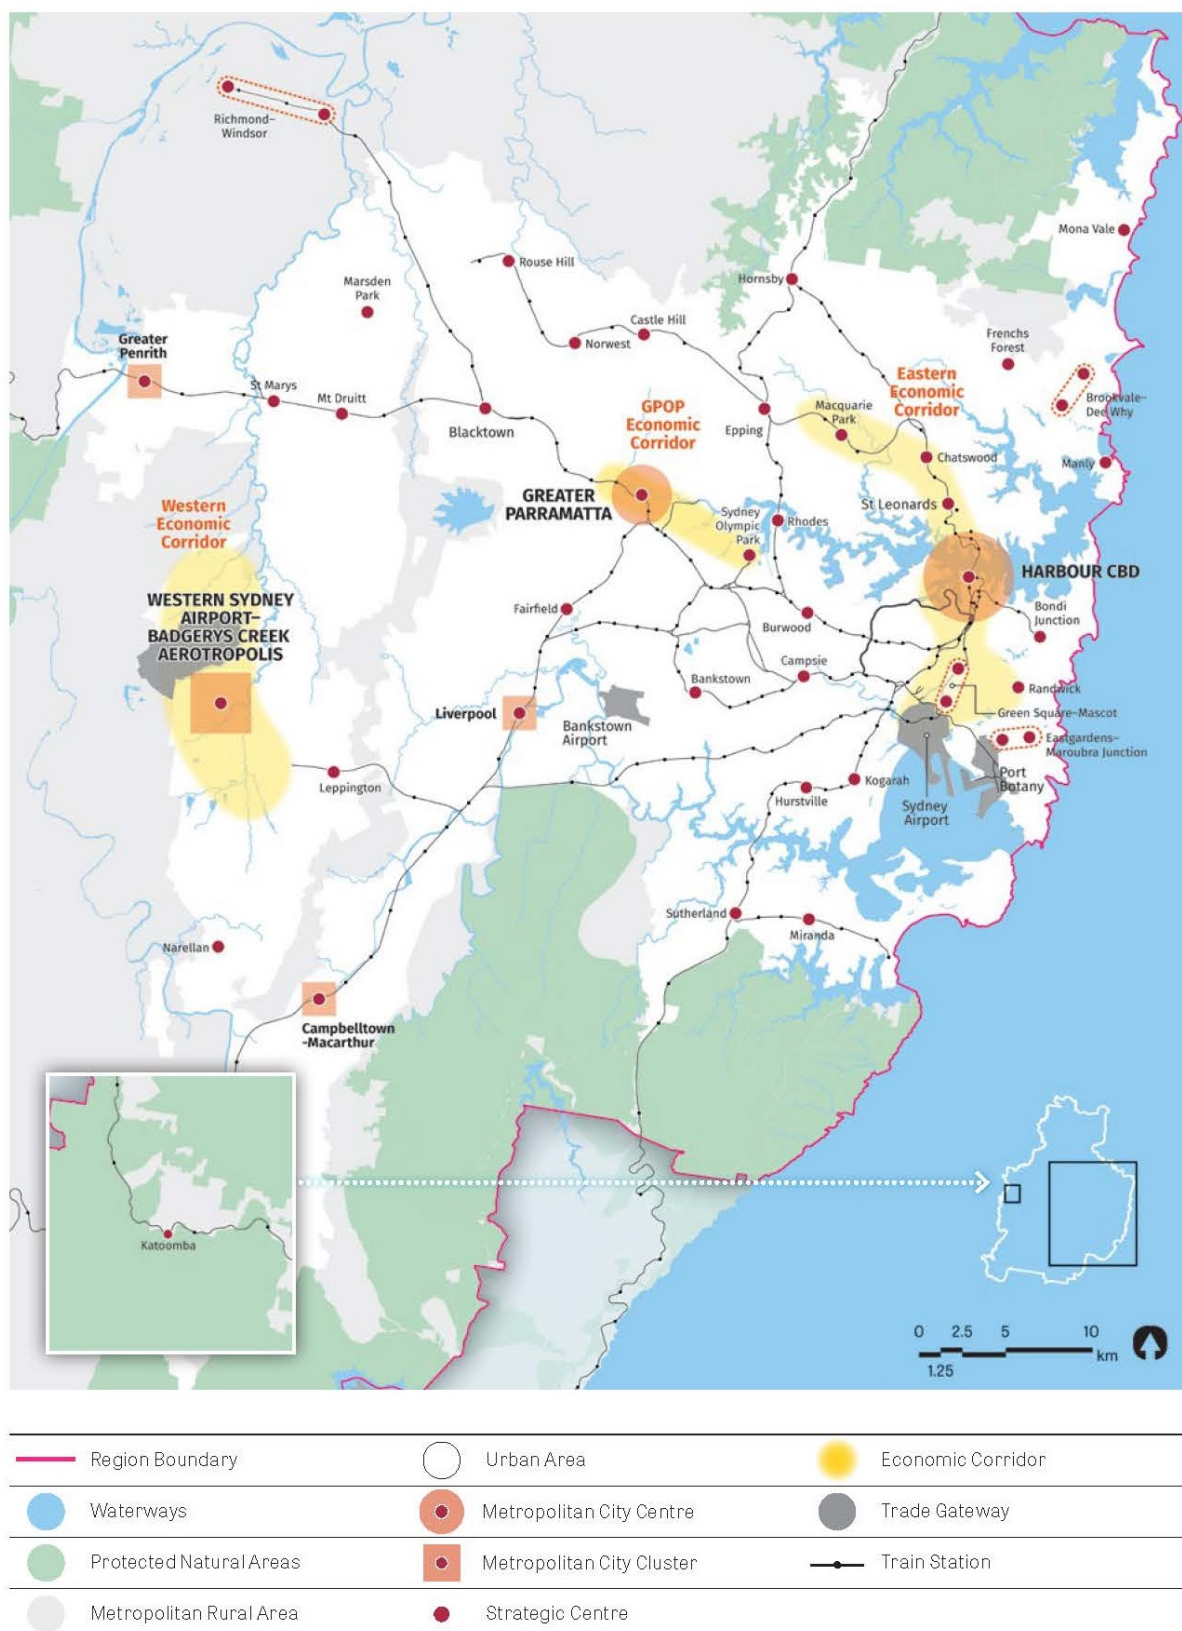 Richmond–
Windsor
Mona Vale
Rouse Hill
Hornsby
Marsden
Park
Castle Hill
Norwest
Frenchs
Forest
Greater
Penrith
St Marys
Mt Druitt
Blacktown
GPOP
Economic
Corridor
Epping
Macquarie
Park
Eastern
Economic
Corridor
Brookvale–
Dee Why
Chatswood
Manly
Western
Economic
Corridor
GREATER
PARRAMATTA
Sydney
Olympic
Park
Rhodes
St Leonards
HARBOUR CBD
WESTERN SYDNEY
AIRPORT–
BADGERYS CREEK
AEROTROPOLIS
Fairfield
Burwood
Bondi
Junction
Campsie
Bankstown
Randwick
Green Square–Mascot
Liverpool
Bankstown
Airport
Eastgardens–
Maroubra Junction
Leppington
Kogarah
Hurstville
Port
Botany
Sydney
Airport
Sutherland
Miranda
Narellan
Campbelltown
-Macarthur
Katoomba
0 2.5 5 10
km
1.25
Region Boundary
Urban Area
Economic Corridor
Waterways
Metropolitan City Centre
Trade Gateway
Protected Natural Areas
Metropolitan City Cluster
Train Station
Metropolitan Rural Area
Strategic Centre